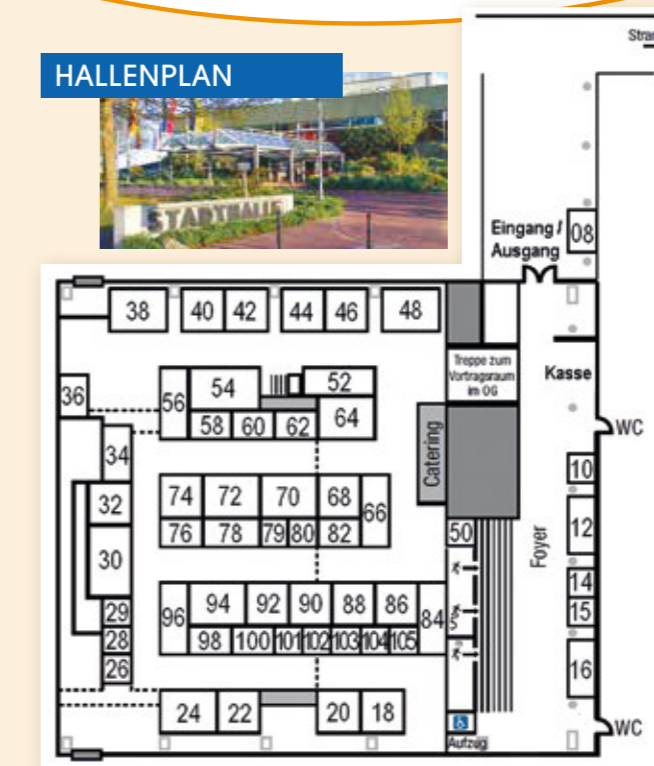 Stra
HALLENPLAN
STADTHALLE
Eingang /
Ausgang
08
38 40 42 44 46 48
Treppe zum
Vortragsraum
im OG
Kasse
36 56 54 52
58 60 62 64
WC
Catering
34
10
32 74 72 70 68 66
12
76 78 79 80 82 50
Foyer
30
14
29 96 94 92 90 88 86 84 15
28 98 100 101 102 103 104 105
26
16
24 22 20 18
WC
Aufzug